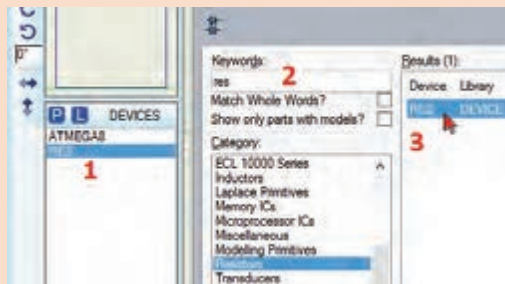 0°
P L DEVICES
ATMEGA8
RES
1
Keywords:
res
2
Match Whole Words?
Show only parts with models?
Category:
ECL 10000 Series
Inductors
Laplace Primitives
Memory ICs
Microprocessor ICs
Miscellaneous
Modelling Primitives
Resistors
Transducers
Results (1):
Device Library
RES DEVICE
3